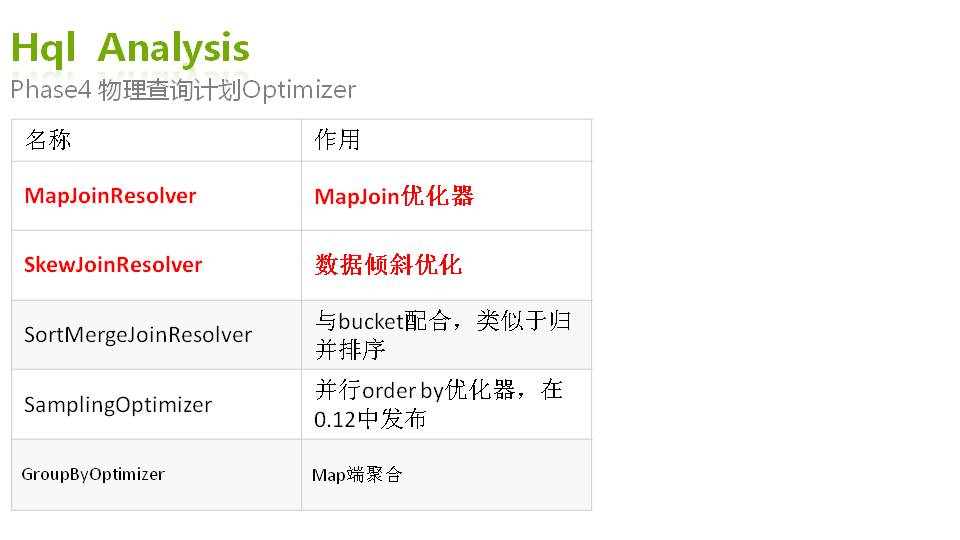 Hql Analysis
Phase4 物理查询计划Optimizer
名称 作用
MapJoinResolver MapJoin优化器
SkewJoinResolver 数据倾斜优化
SortMergeJoinResolver 与bucket配合，类似于归
并排序
SamplingOptimizer 并行order by优化器，在
0.12中发布
GroupByOptimizer Map端聚合